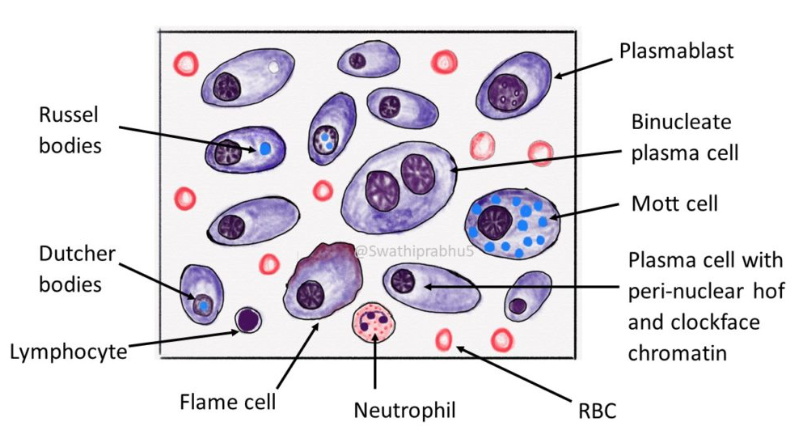 Plasmablast
Russel
bodies
Binucleate
plasma cell
Mott cell
@Swathiprabhu5
Dutcher
bodies
Plasma cell with
peri-nuclear hof
and clockface
chromatin
Lymphocyte
Flame cell
Neutrophil
RBC